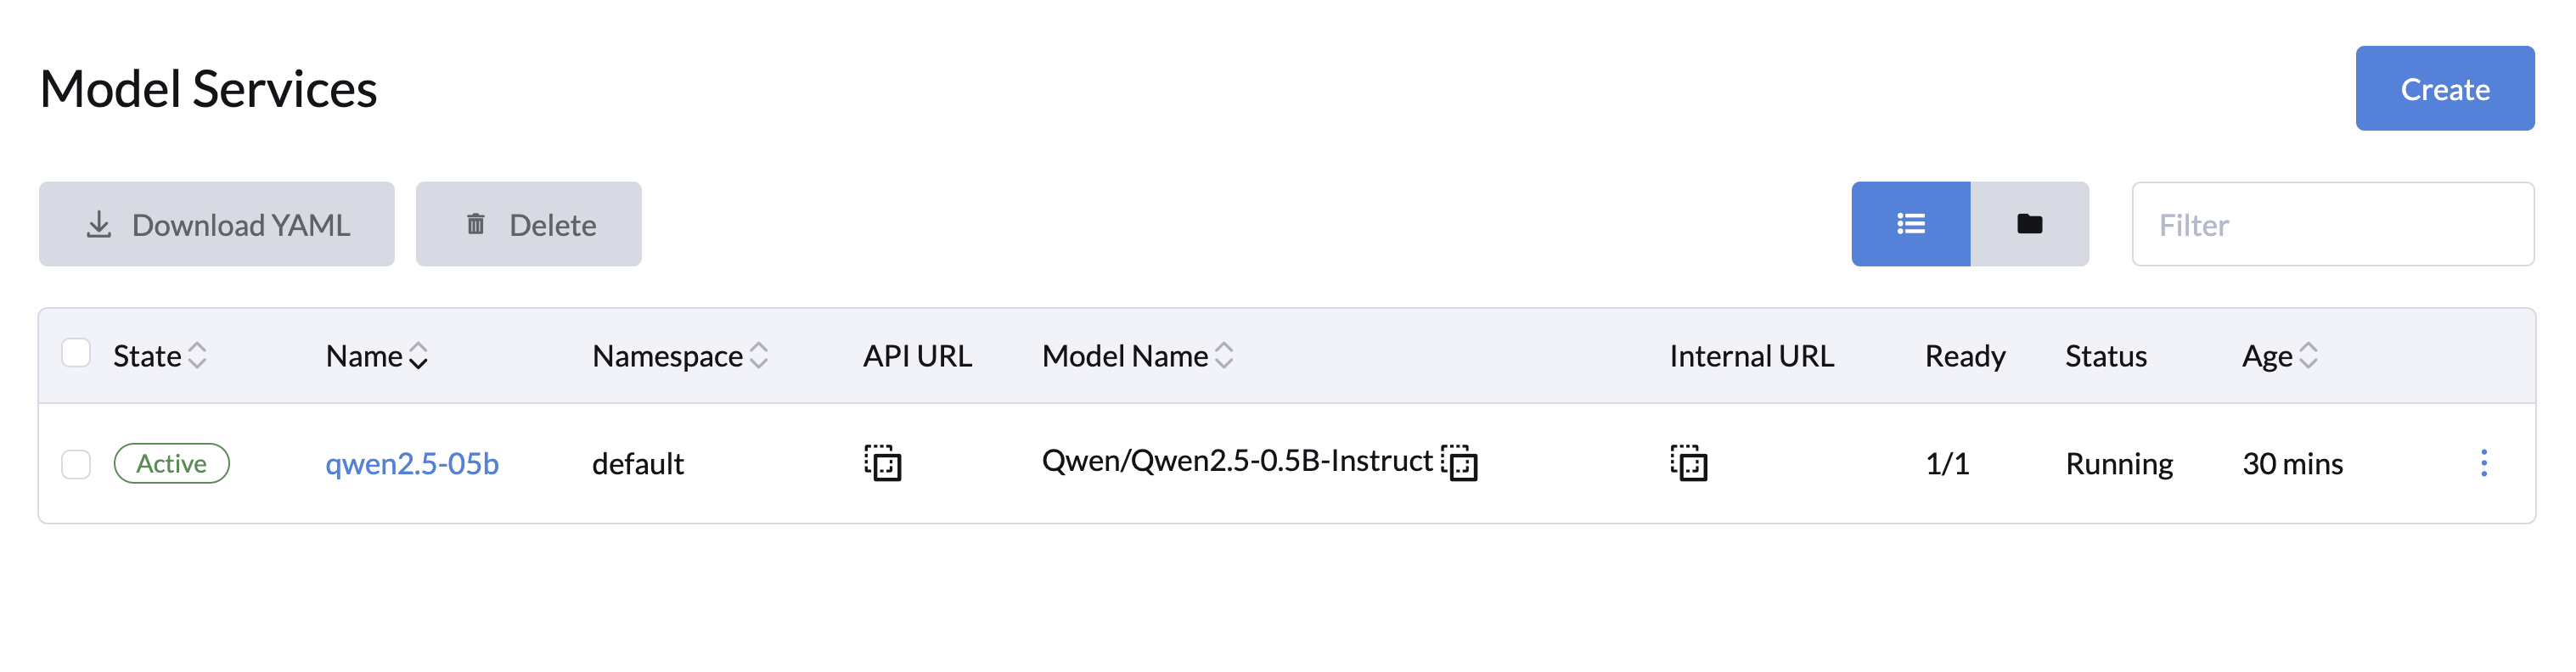 Model Services
Create
Download YAML
Delete
Filter
State
Name
Namespace
API URL
Model Name
Internal URL
Ready
Status
Age
Active
qwen2.5-05b
default
Qwen/Qwen2.5-0.5B-Instruct
1/1
Running
30 mins